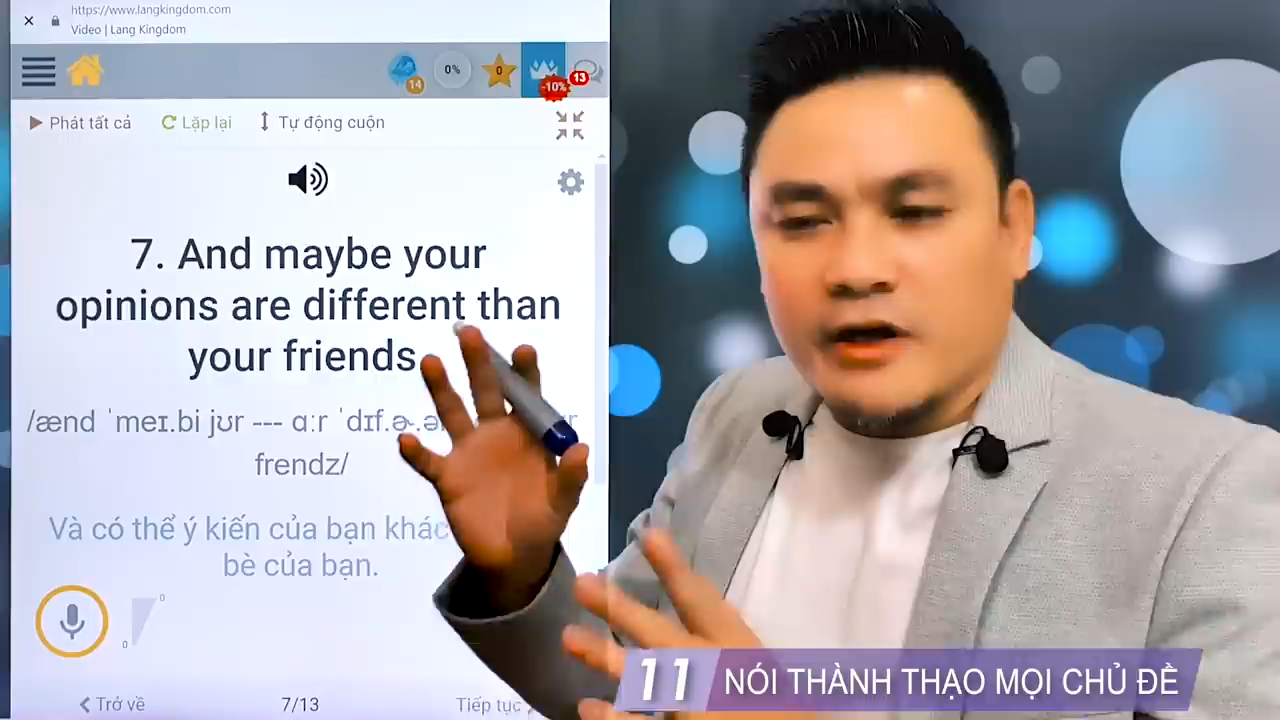 https://www.langkingdom.com
Video | Lang Kingdom
14
0%
0
-10%
13
Phát tất cả
Lặp lại
Tự động cuộn
7. And maybe your
opinions are different than
your friends
/ænd ˈmeɪ.bi jʊr --- ɑːr ˈdɪf.ɚ
frendz/
Và có thể ý kiến của bạn khác
bè của bạn.
0
0
Trở về
7/13
Tiếp tục
11 NÓI THÀNH THẠO MỌI CHỦ ĐỀ